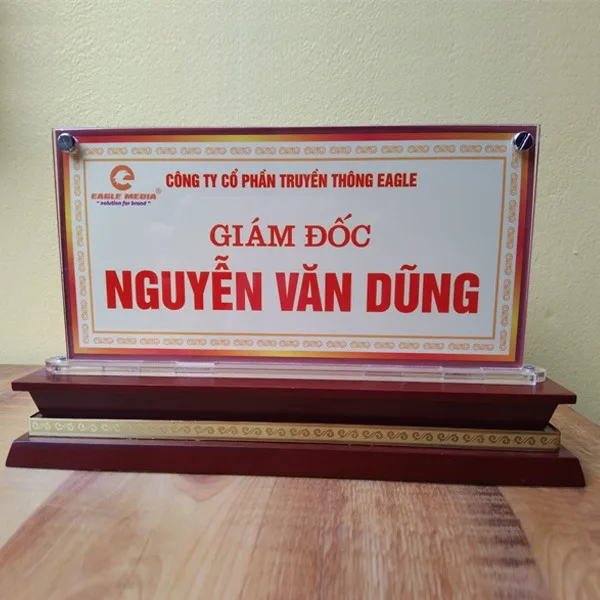 CÔNG TY CỔ PHẦN TRUYỀN THÔNG EAGLE
EAGLE MEDIA®
"solution for brand"
GIÁM ĐỐC
NGUYỄN VĂN DŨNG